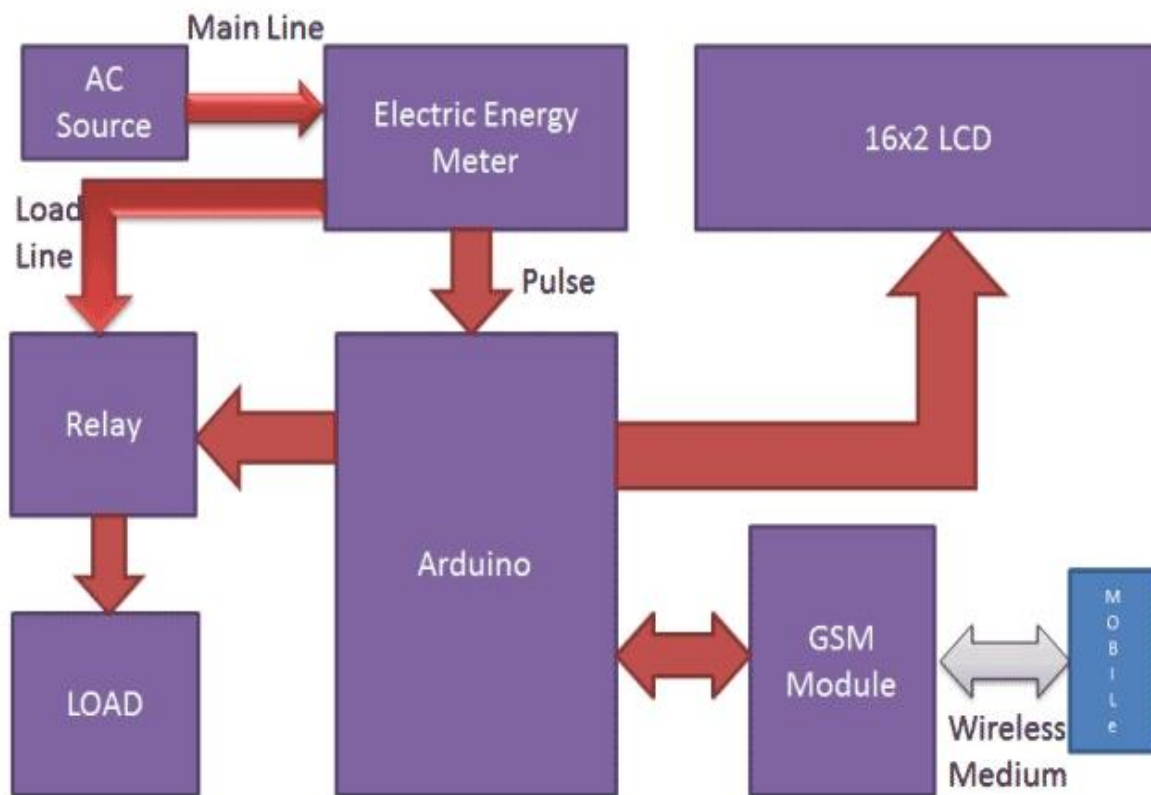 Main Line
AC
Source
Electric Energy
Meter
16x2 LCD
Load
Line
Pulse
Relay
Arduino
LOAD
GSM
Module
MOBILe
Wireless
Medium